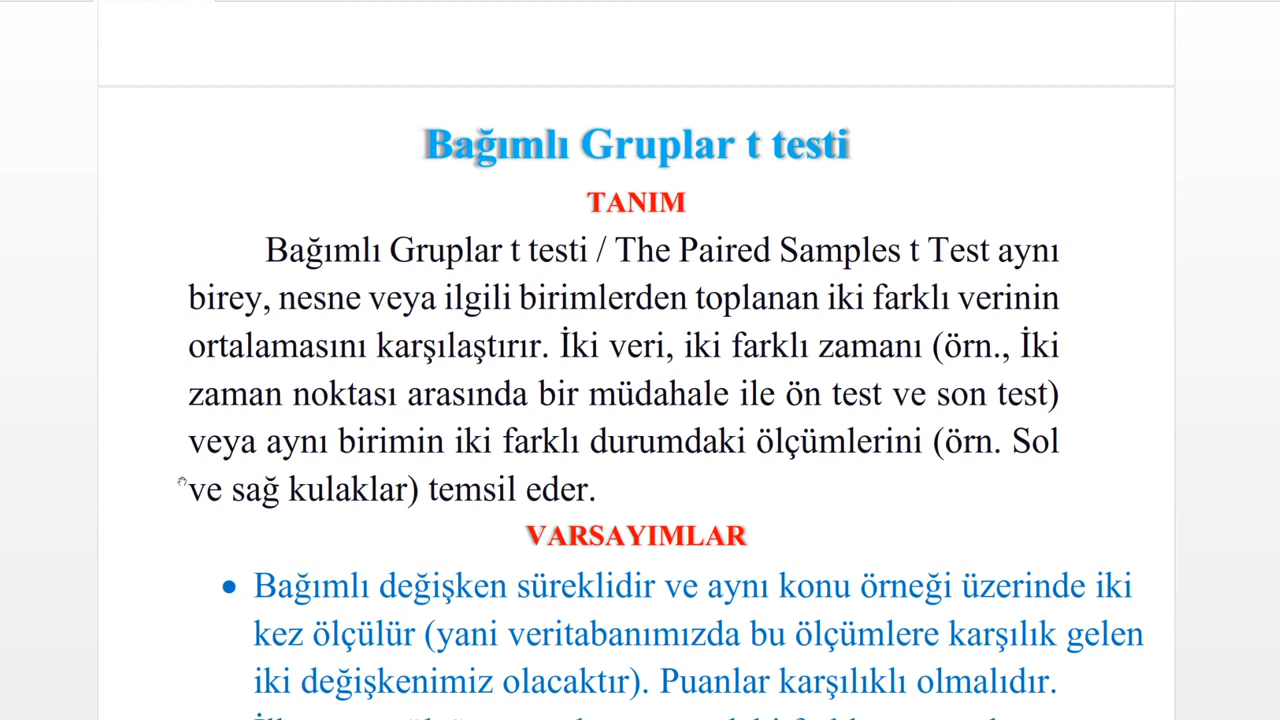 Bağımlı Gruplar t testi
TANIM
Bağımlı Gruplar t testi / The Paired Samples t Test aynı
birey, nesne veya ilgili birimlerden toplanan iki farklı verinin
ortalamasını karşılaştırır. İki veri, iki farklı zamanı (örn., İki
zaman noktası arasında bir müdahale ile ön test ve son test)
veya aynı birimin iki farklı durumdaki ölçümlerini (örn. Sol
ve sağ kulaklar) temsil eder.
VARSAYIMLAR
• Bağımlı değişken süreklidir ve aynı konu örneği üzerinde iki
kez ölçülür (yani veritabanımızda bu ölçümlere karşılık gelen
iki değişkenimiz olacaktır). Puanlar karşılıklı olmalıdır.